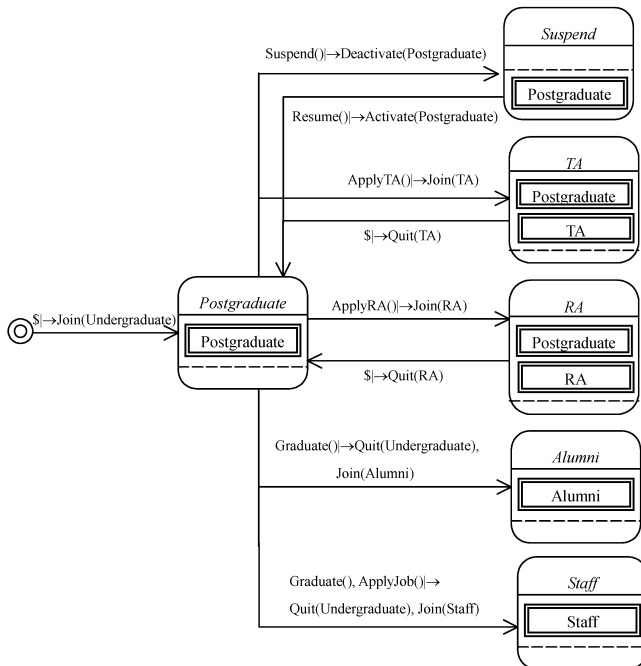 Suspend
Suspend()|→Deactivate(Postgraduate)
Postgraduate
Resume()|→Activate(Postgraduate)
TA
ApplyTA()|→Join(TA)
Postgraduate
$|→Quit(TA)
TA
Postgraduate
$|→Join(Undergraduate)
Postgraduate
ApplyRA()|→Join(RA)
RA
Postgraduate
$|→Quit(RA)
RA
Graduate()|→Quit(Undergraduate),
Join(Alumni)
Alumni
Alumni
Graduate(), ApplyJob()|→
Quit(Undergraduate), Join(Staff)
Staff
Staff